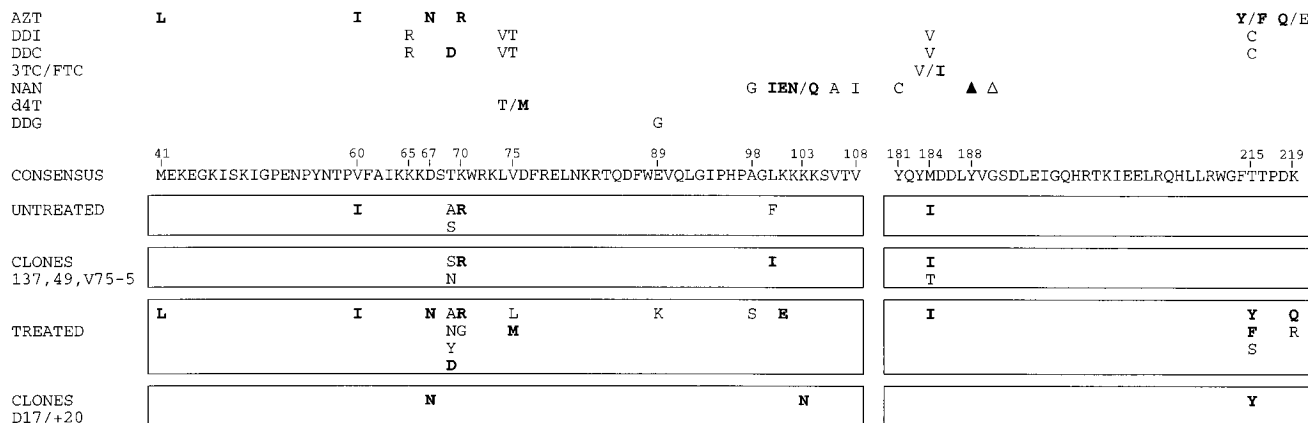 AZT L I N R Y/F Q/E
DDI R VT V C
DDC R D VT V C
3TC/FTC V/I
NAN G IEN/Q A I C ▲ △
d4T T/M
DDG G
41 60 65 67 70 75 89 98 103 108 181 184 188 215 219
CONSENSUS MEKEGKISKIGPENPYNTPVFAIKKKDSTKWRKLVDFRELNKRTQDFWEVQLGIPHPAGLKKKKSVTV YQYMDDLYVGSDLEIGQHRTKIEELRQHLLRWGFTTPDK
UNTREATED I AR F I
S
CLONES SR I I
137,49,V75-5 N T
L I N AR L K S E I Y Q
TREATED NG M F R
Y S
D
CLONES N N Y
D17/+20